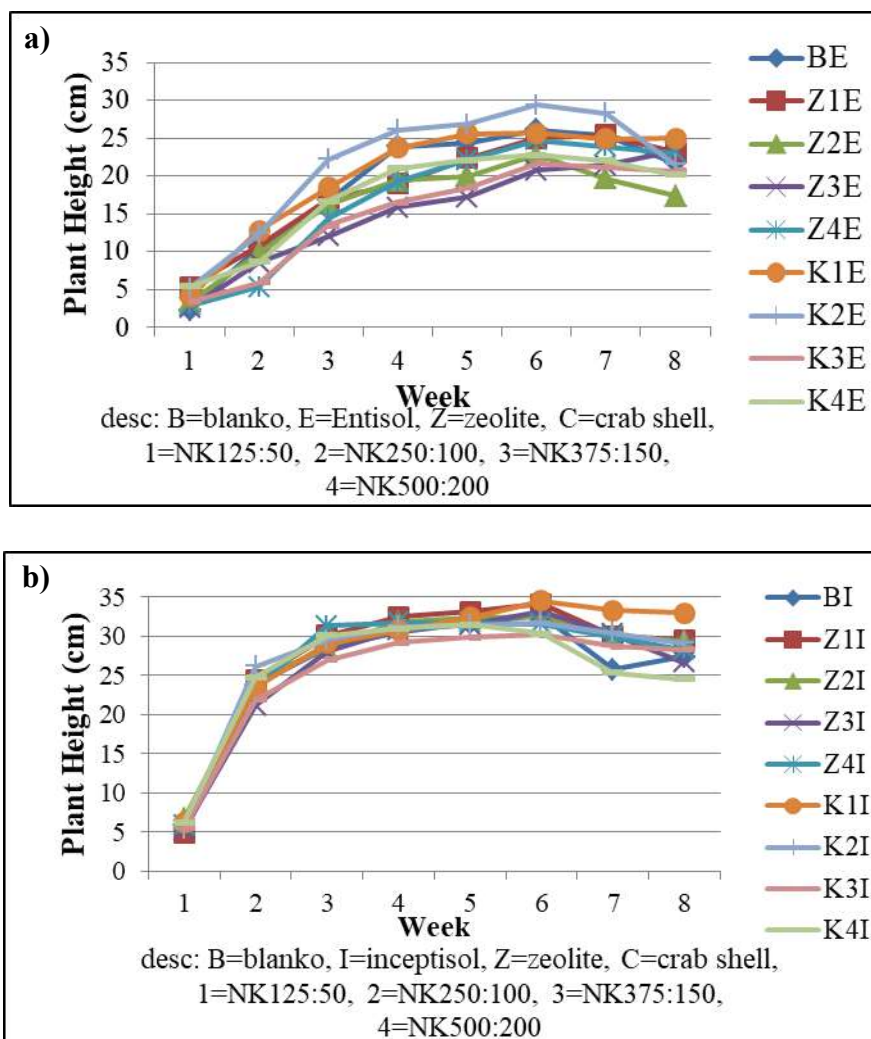 a)
Plant Height (cm)
35
30
25
20
15
10
5
0
1 2 3 4 5 6 7 8
Week
BE
Z1E
Z2E
Z3E
Z4E
K1E
K2E
K3E
K4E
desc: B=blanko, E=Entisol, Z=zeolite, C=crab shell,
1=NK125:50, 2=NK250:100, 3=NK375:150,
4=NK500:200
b)
Plant Height (cm)
35
30
25
20
15
10
5
0
1 2 3 4 5 6 7 8
Week
BI
Z1I
Z2I
Z3I
Z4I
K1I
K2I
K3I
K4I
desc: B=blanko, I=inceptisol, Z=zeolite, C=crab shell,
1=NK125:50, 2=NK250:100, 3=NK375:150,
4=NK500:200